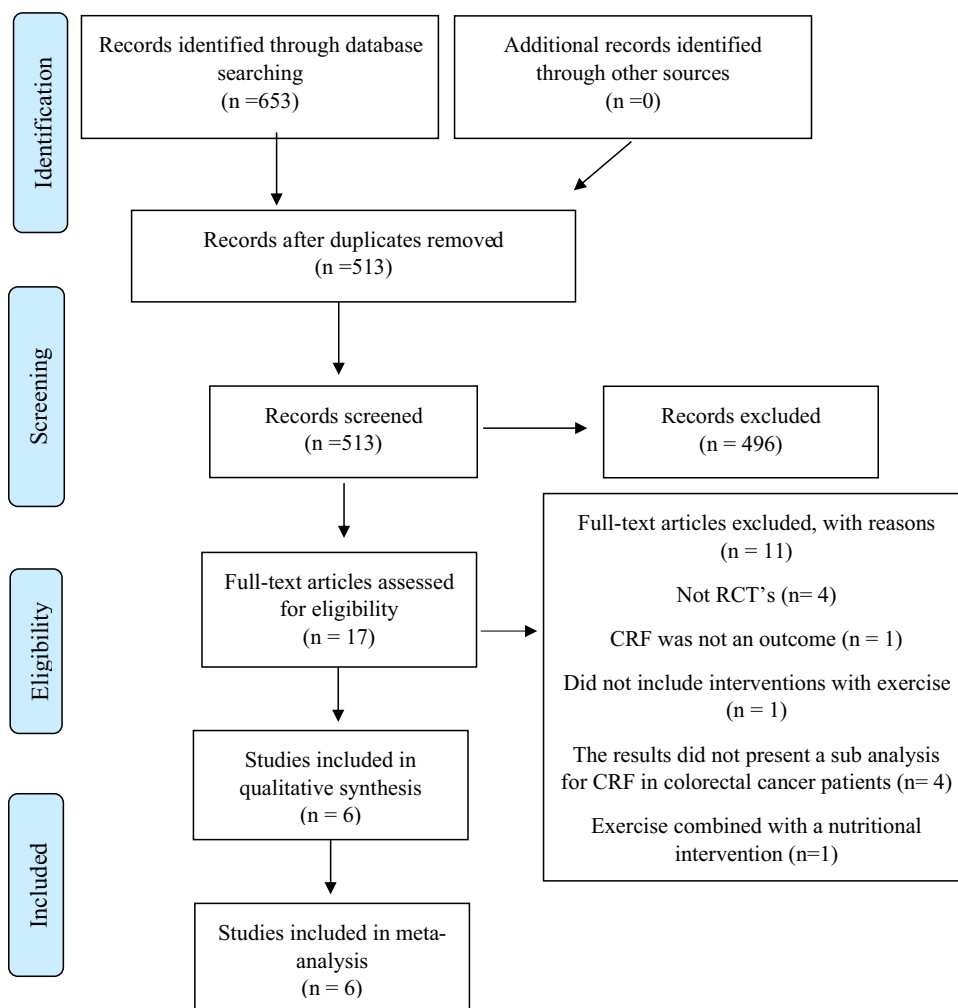 Identification
Records identified through database
searching
(n =653)
Additional records identified
through other sources
(n =0)
Records after duplicates removed
(n =513)
Screening
Records screened
(n =513)
Records excluded
(n = 496)
Eligibility
Full-text articles assessed
for eligibility
(n = 17)
Full-text articles excluded, with reasons
(n = 11)
Not RCT's (n= 4)
CRF was not an outcome (n = 1)
Did not include interventions with exercise
(n = 1)
The results did not present a sub analysis
for CRF in colorectal cancer patients (n= 4)
Exercise combined with a nutritional
intervention (n=1)
Studies included in
qualitative synthesis
(n = 6)
Included
Studies included in meta-
analysis
(n = 6)